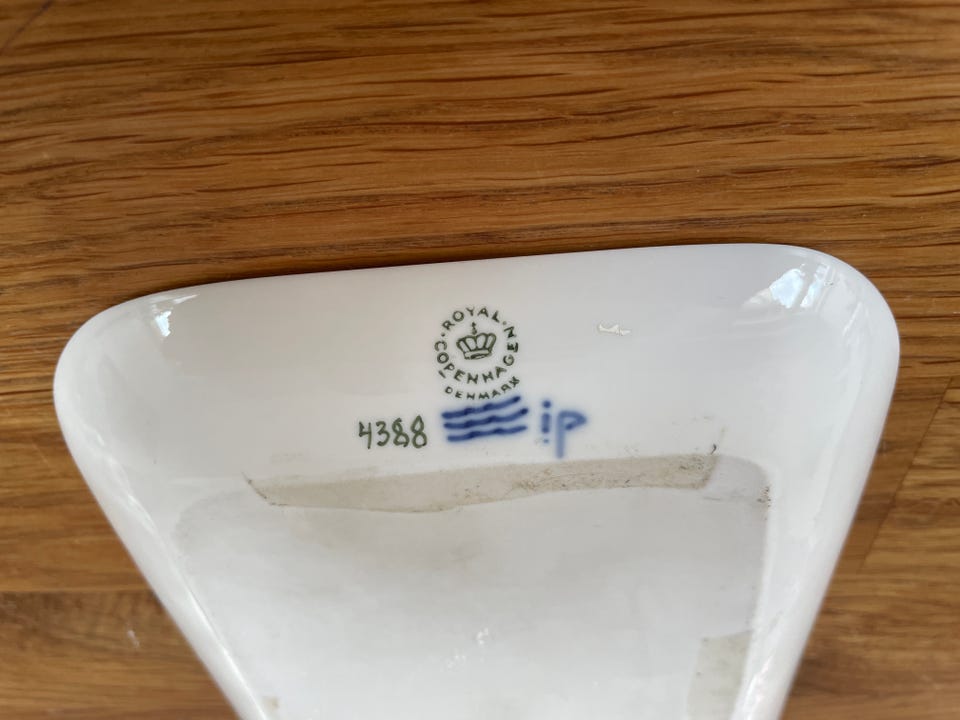 ROYAL
COPENHAGEN
DENMARK
4388 ip